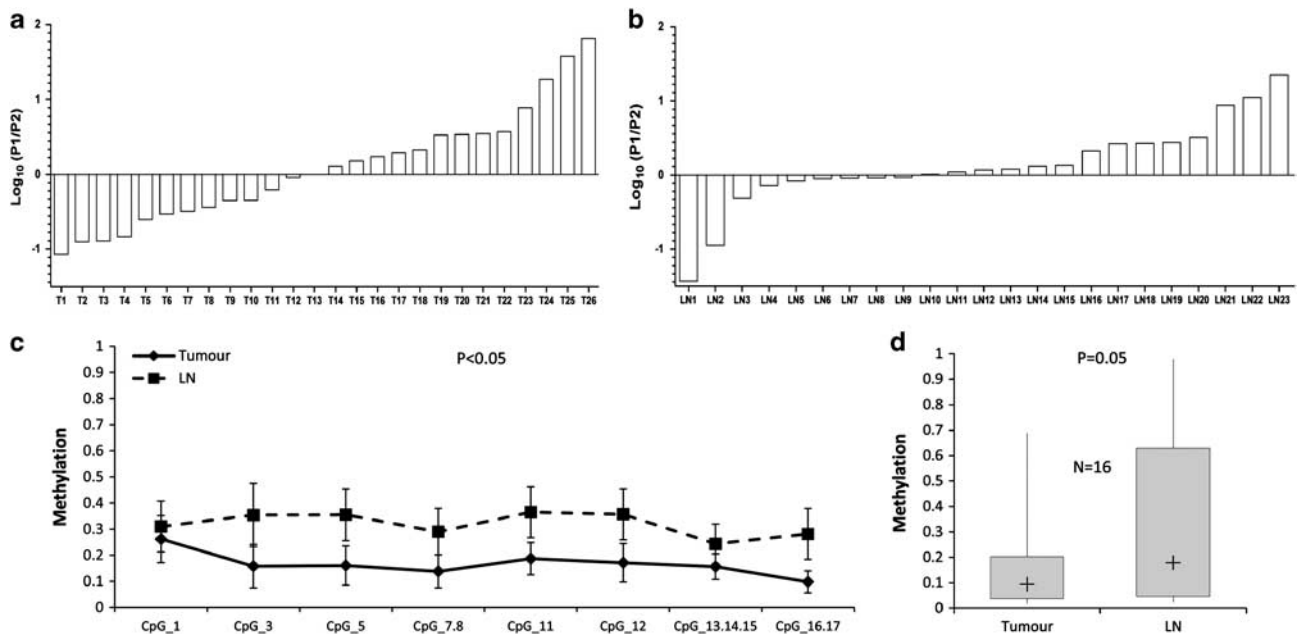 a
Log10 (P1/P2)
2
1
0
-1
T1 T2 T3 T4 T5 T6 T7 T8 T9 T10 T11 T12 T13 T14 T15 T16 T17 T18 T19 T20 T21 T22 T23 T24 T25 T26
b
Log10 (P1/P2)
2
1
0
-1
LN1 LN2 LN3 LN4 LN5 LN6 LN7 LN8 LN9 LN10 LN11 LN12 LN13 LN14 LN15 LN16 LN17 LN18 LN19 LN20 LN21 LN22 LN23
c
Methylation
1
0.9
0.8
0.7
0.6
0.5
0.4
0.3
0.2
0.1
0
Tumour
LN
P<0.05
CpG_1 CpG_3 CpG_5 CpG_7.8 CpG_11 CpG_12 CpG_13.14.15 CpG_16.17
d
Methylation
1
0.9
0.8
0.7
0.6
0.5
0.4
0.3
0.2
0.1
0
P=0.05
N=16
Tumour LN